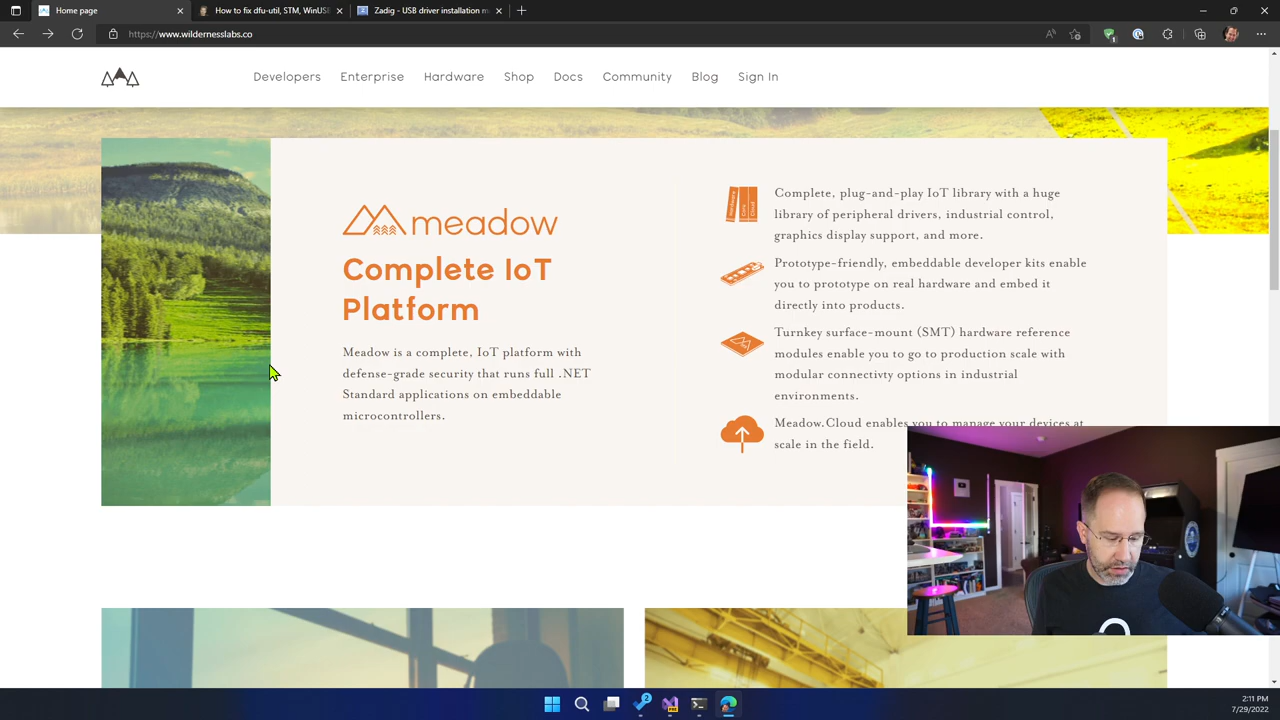 Home page
How to fix dfu-util, STM, WinUS
Zadig - USB driver installation m
https://www.wildernesslabs.co
Developers
Enterprise
Hardware
Shop
Docs
Community
Blog
Sign In
meadow
Complete IoT
Platform
Meadow is a complete, IoT platform with
defense-grade security that runs full .NET
Standard applications on embeddable
microcontrollers.
Complete, plug-and-play IoT library with a huge
library of peripheral drivers, industrial control,
graphics display support, and more.
Prototype-friendly, embeddable developer kits enable
you to prototype on real hardware and embed it
directly into products.
Turnkey surface-mount (SMT) hardware reference
modules enable you to go to production scale with
modular connectivty options in industrial
environments.
Meadow.Cloud enables you to manage your devices at
scale in the field.
2:11 PM
7/29/2022